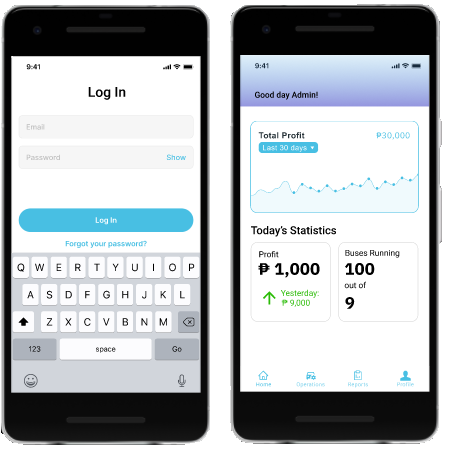 9:41
Log In
Email
Password
Show
Log In
Forgot your password?
Q W E R T Y U I O P
A S D F G H J K L
Z X C V B N M
123
space
Go
9:41
Good day Admin!
Total Profit
₱30,000
Last 30 days
Today's Statistics
Profit
₱ 1,000
Yesterday:
₱ 9,000
Buses Running
100
out of
9
Home
Operations
Reports
Profile